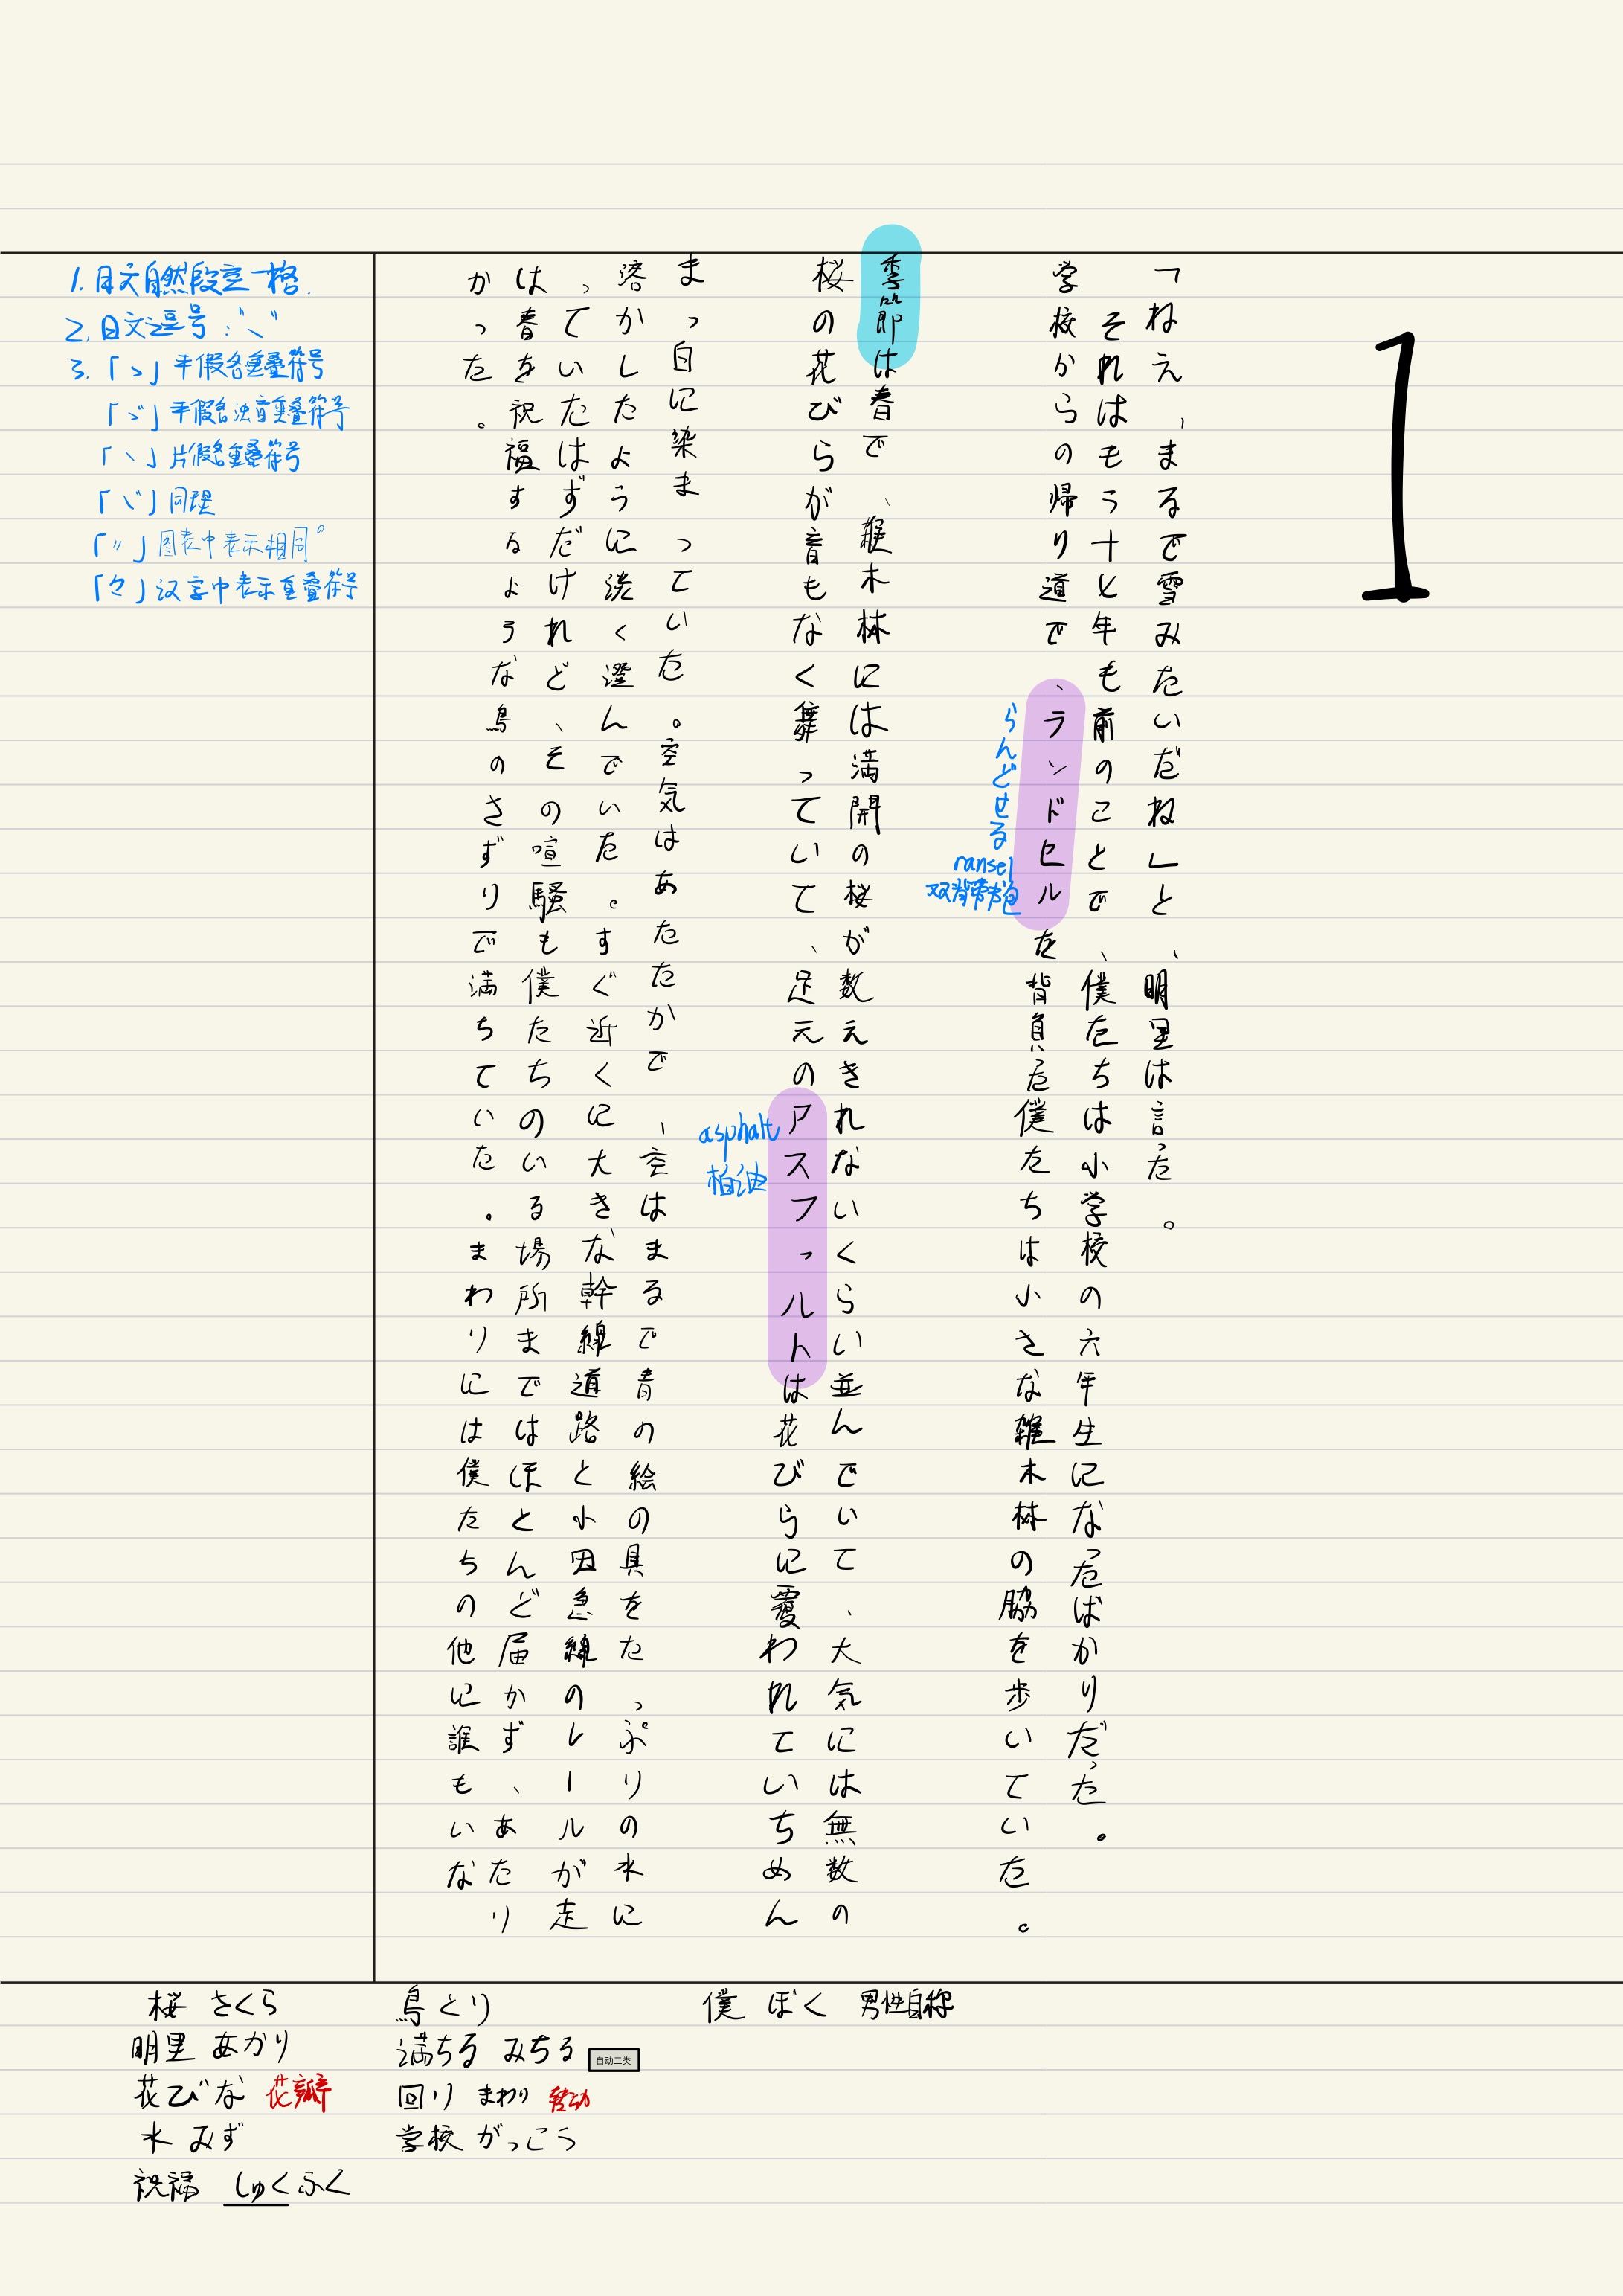 1
「ねえ、まるで雪みたいだね」と、明里は言った。
それはもう十七年も前のことで、僕たちは小学校の六年生になったばかりだった。
学校からの帰り道で、ランドセルを背負った僕たちは小さな雑木林の脇を歩いていた。
らんどせる
ransel
双背带书包
季節は春で、雑木林には満開の桜が数えきれないくらい並んでいて、大気には無数の
桜の花びらが音もなく舞っていて、足元のアスファルトは花びらに覆われていちめん
asphalt
柏油
まっ白に染まっていた。空気はあたたかで、空はまるで青の絵の具をたっぷりの水に
溶かしたように淡く澄んでいた。すぐ近くに大きな幹線道路と小田急線のレールが走
っていたはずだけれど、その喧騒も僕たちのいる場所まではほとんど届かず、あたり
は春を祝福するような鳥のさずりで満ちていた。まわりには僕たちの他に誰もいな
かった。
1. 日文自然段空一格.
2. 日文逗号:“、”
3.「ゝ」平假名重叠符号
「ゞ」平假名浊音重叠符号
「ヽ」片假名重叠符号
「ヾ」同理
「〃」图表中表示相同。
「々」汉字中表示重叠符号
桜 さくら
明里 あかり
花びな 花瓣
水 みず
祝福 しゅくふく
鳥 とり
満ちる みちる 自动二类
回り まわり 劳动
学校 がっこう
僕 ぼく 男性自称